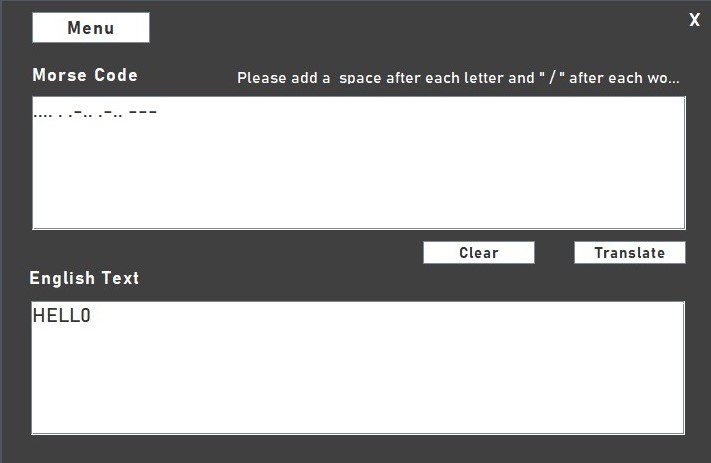 Menu
X
Morse Code
Please add a space after each letter and " / " after each wo...
.... . .-.. .-.. ---
Clear
Translate
English Text
HELLO